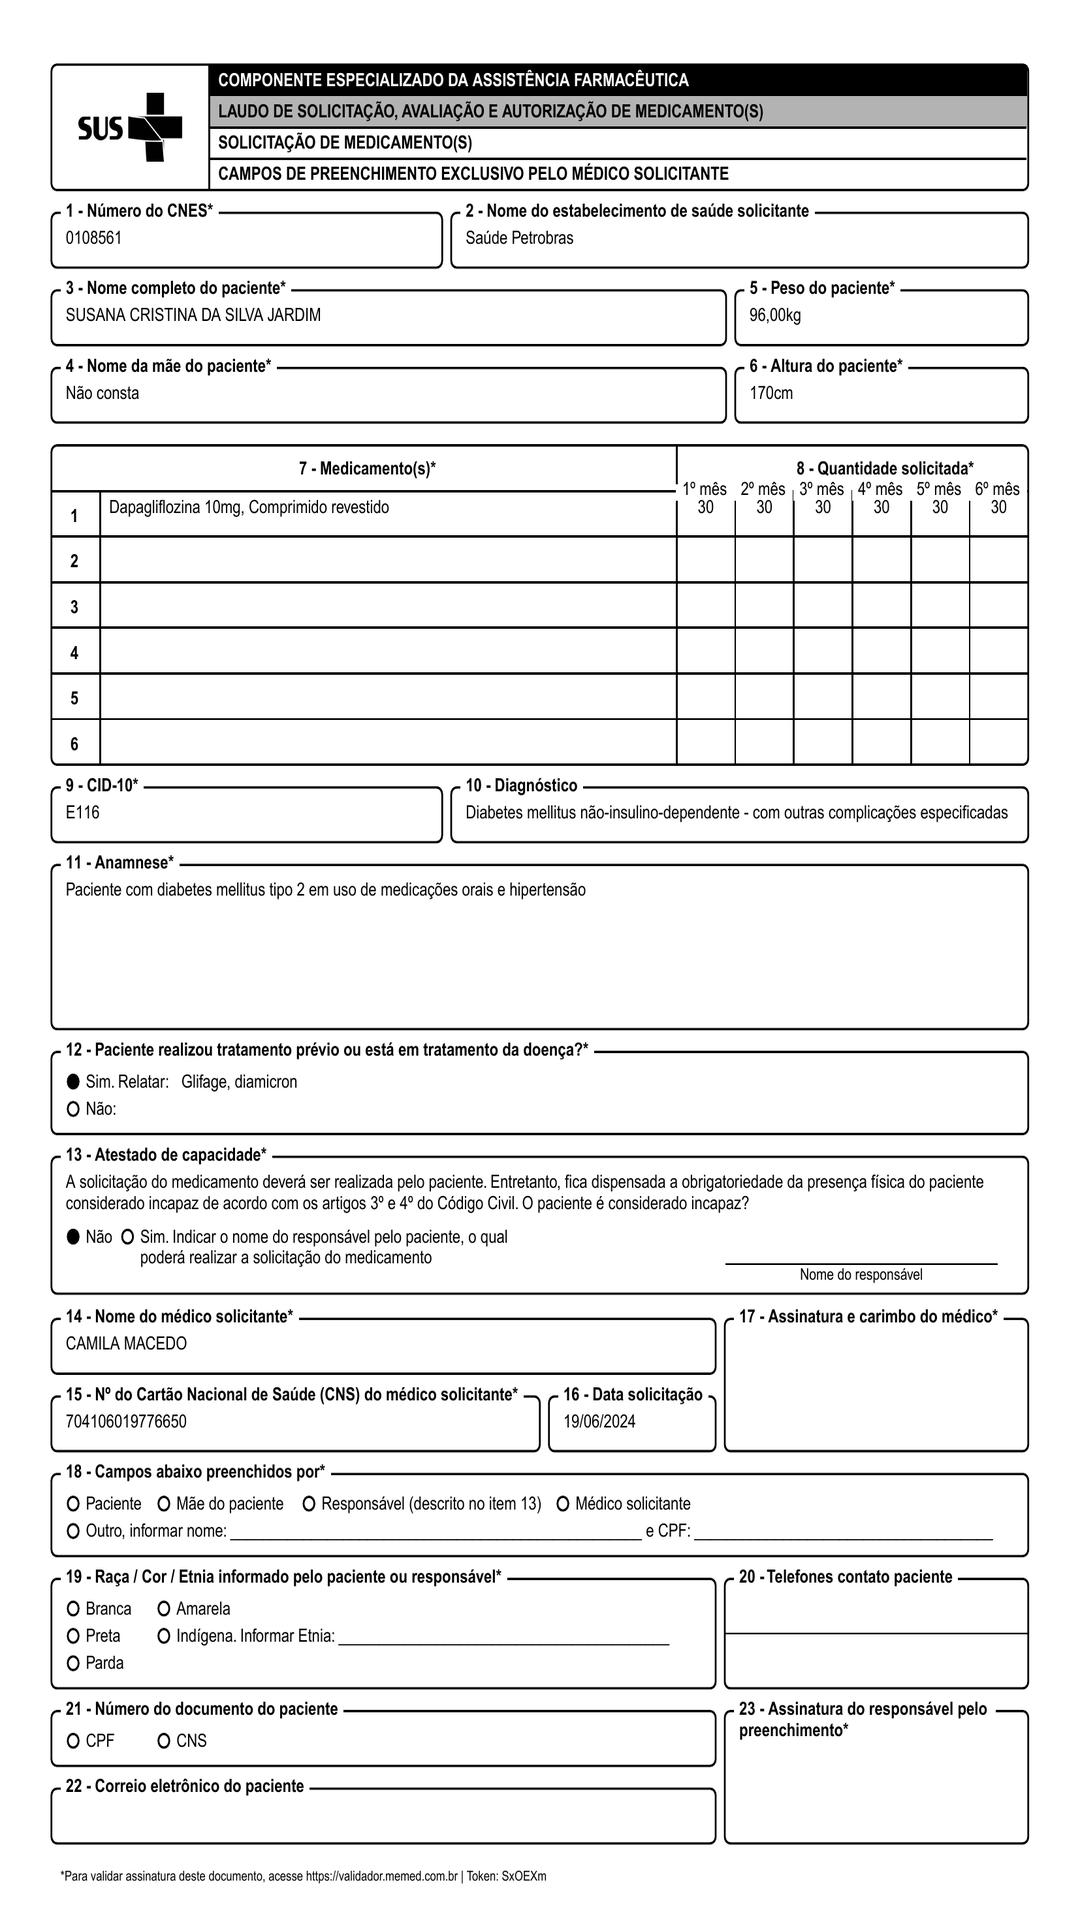 SUS
COMPONENTE ESPECIALIZADO DA ASSISTÊNCIA FARMACÊUTICA
LAUDO DE SOLICITAÇÃO, AVALIAÇÃO E AUTORIZAÇÃO DE MEDICAMENTO(S)
SOLICITAÇÃO DE MEDICAMENTO(S)
CAMPOS DE PREENCHIMENTO EXCLUSIVO PELO MÉDICO SOLICITANTE
1 - Número do CNES*
0108561
2 - Nome do estabelecimento de saúde solicitante
Saúde Petrobras
3 - Nome completo do paciente*
SUSANA CRISTINA DA SILVA JARDIM
5 - Peso do paciente*
96,00kg
4 - Nome da mãe do paciente*
Não consta
6 - Altura do paciente*
170cm
7 - Medicamento(s)*
8 - Quantidade solicitada*
1º mês 2º mês 3º mês 4º mês 5º mês 6º mês
1 Dapagliflozina 10mg, Comprimido revestido 30 30 30 30 30 30
2
3
4
5
6
9 - CID-10*
E116
10 - Diagnóstico
Diabetes mellitus não-insulino-dependente - com outras complicações especificadas
11 - Anamnese*
Paciente com diabetes mellitus tipo 2 em uso de medicações orais e hipertensão
12 - Paciente realizou tratamento prévio ou está em tratamento da doença?*
Sim. Relatar: Glifage, diamicron
Não:
13 - Atestado de capacidade*
A solicitação do medicamento deverá ser realizada pelo paciente. Entretanto, fica dispensada a obrigatoriedade da presença física do paciente
considerado incapaz de acordo com os artigos 3º e 4º do Código Civil. O paciente é considerado incapaz?
Não Sim. Indicar o nome do responsável pelo paciente, o qual
poderá realizar a solicitação do medicamento
Nome do responsável
14 - Nome do médico solicitante*
CAMILA MACEDO
17 - Assinatura e carimbo do médico*
15 - Nº do Cartão Nacional de Saúde (CNS) do médico solicitante*
704106019776650
16 - Data solicitação
19/06/2024
18 - Campos abaixo preenchidos por*
Paciente Mãe do paciente Responsável (descrito no item 13) Médico solicitante
Outro, informar nome: e CPF:
19 - Raça / Cor / Etnia informado pelo paciente ou responsável*
Branca Amarela
Preta Indígena. Informar Etnia:
Parda
20 - Telefones contato paciente
21 - Número do documento do paciente
CPF CNS
23 - Assinatura do responsável pelo
preenchimento*
22 - Correio eletrônico do paciente
*Para validar assinatura deste documento, acesse https://validador.memed.com.br | Token: SxOEXm